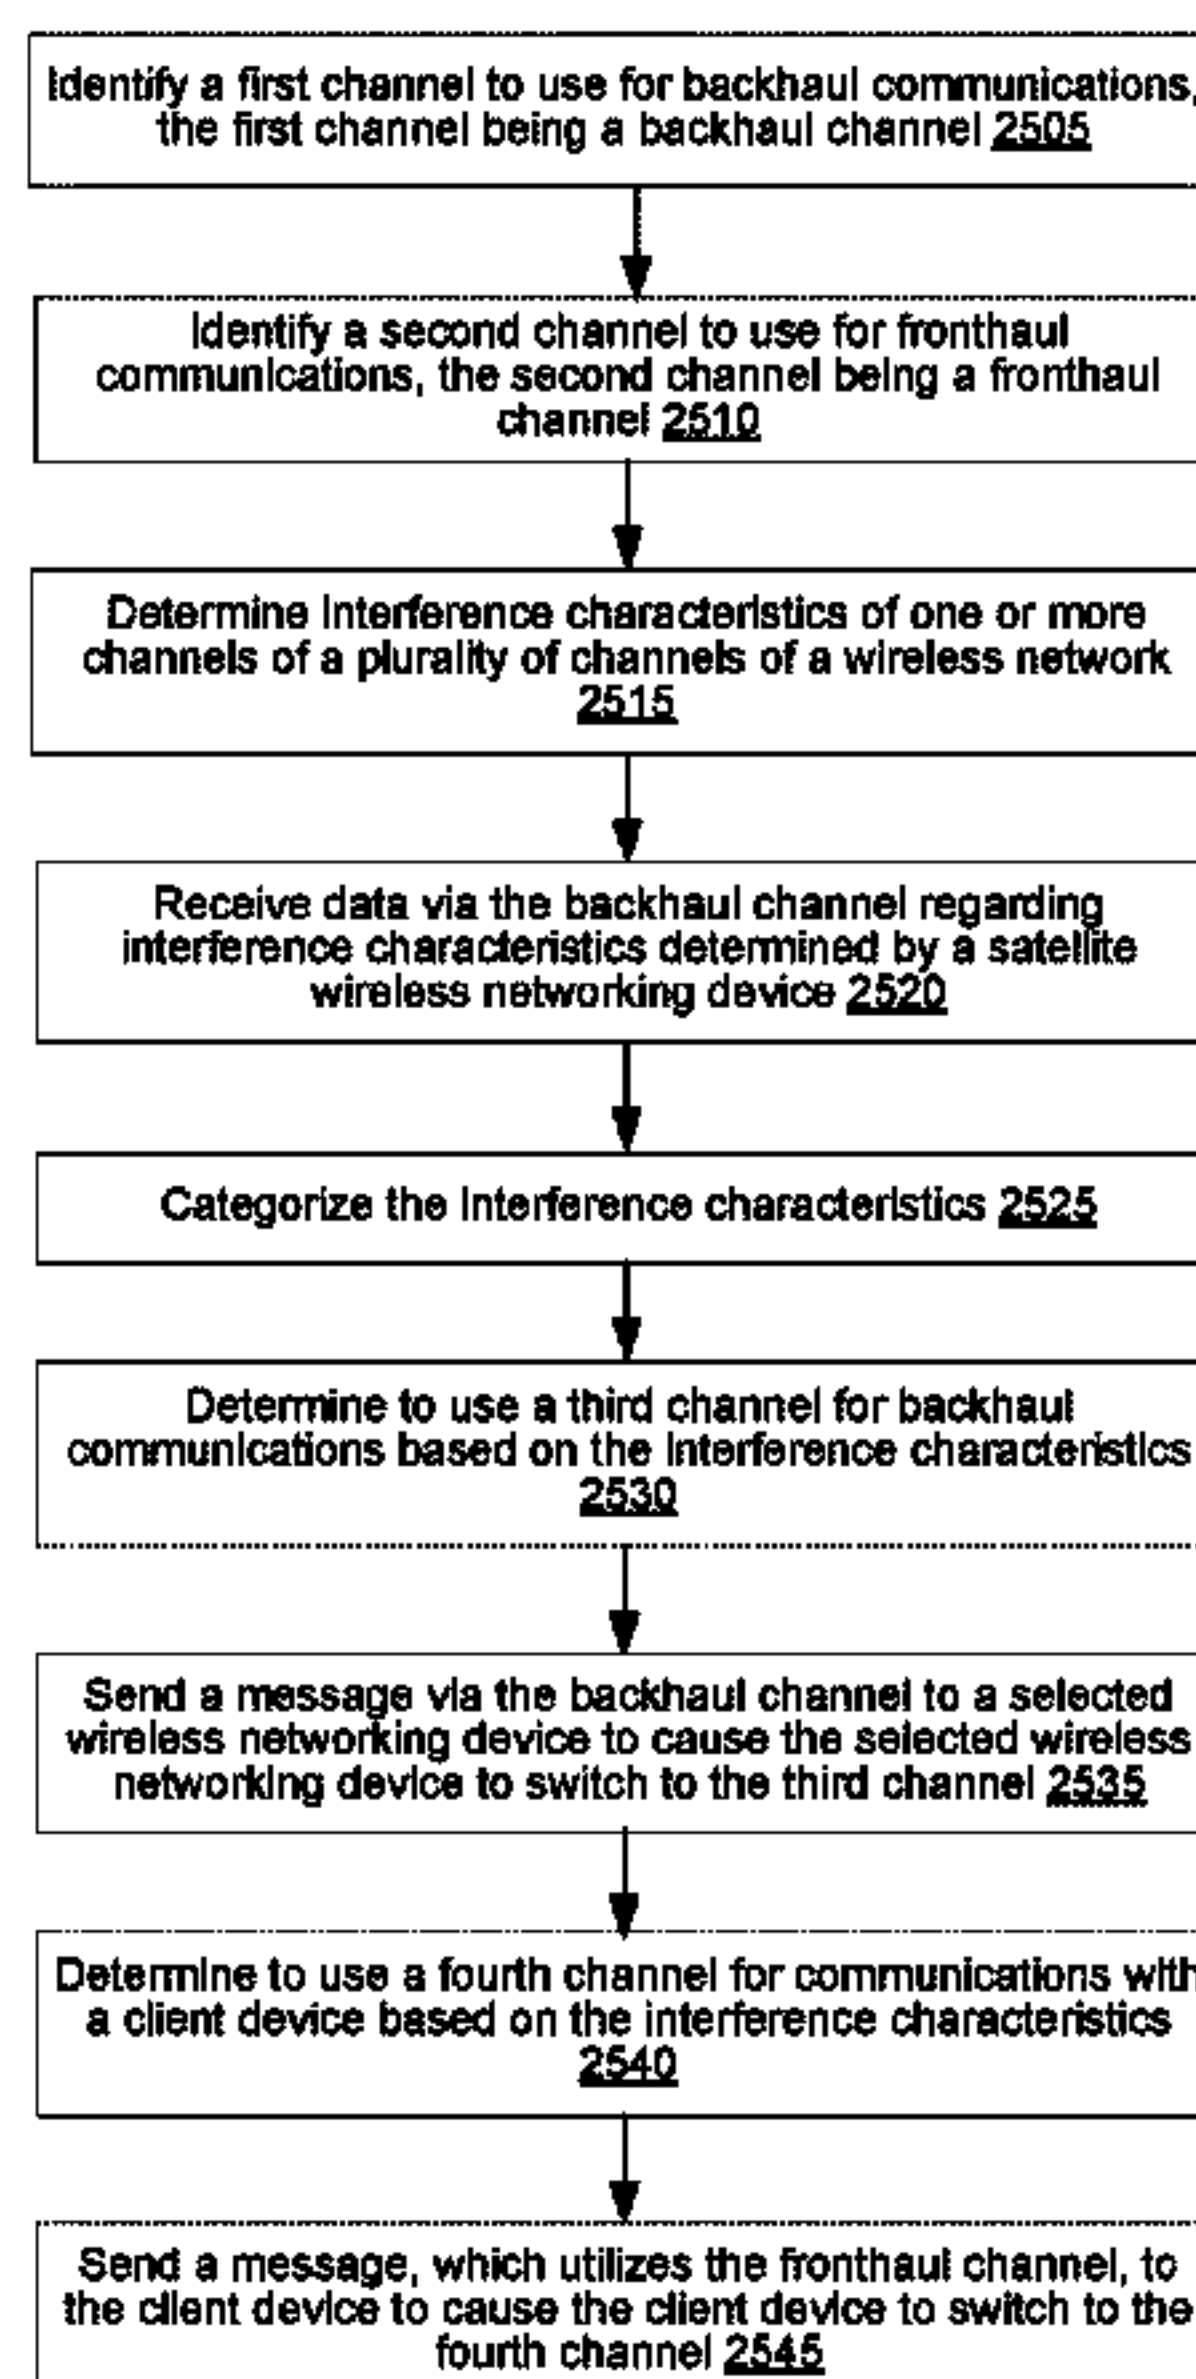 Identify a first channel to use for backhaul communications,
the first channel being a backhaul channel 2505
Identify a second channel to use for fronthaul
communications, the second channel being a fronthaul
channel 2510
Determine interference characteristics of one or more
channels of a plurality of channels of a wireless network
2515
Receive data via the backhaul channel regarding
interference characteristics determined by a satellite
wireless networking device 2520
Categorize the interference characteristics 2525
Determine to use a third channel for backhaul
communications based on the interference characteristics
2530
Send a message via the backhaul channel to a selected
wireless networking device to cause the selected wireless
networking device to switch to the third channel 2535
Determine to use a fourth channel for communications with
a client device based on the interference characteristics
2540
Send a message, which utilizes the fronthaul channel, to
the client device to cause the client device to switch to the
fourth channel 2545